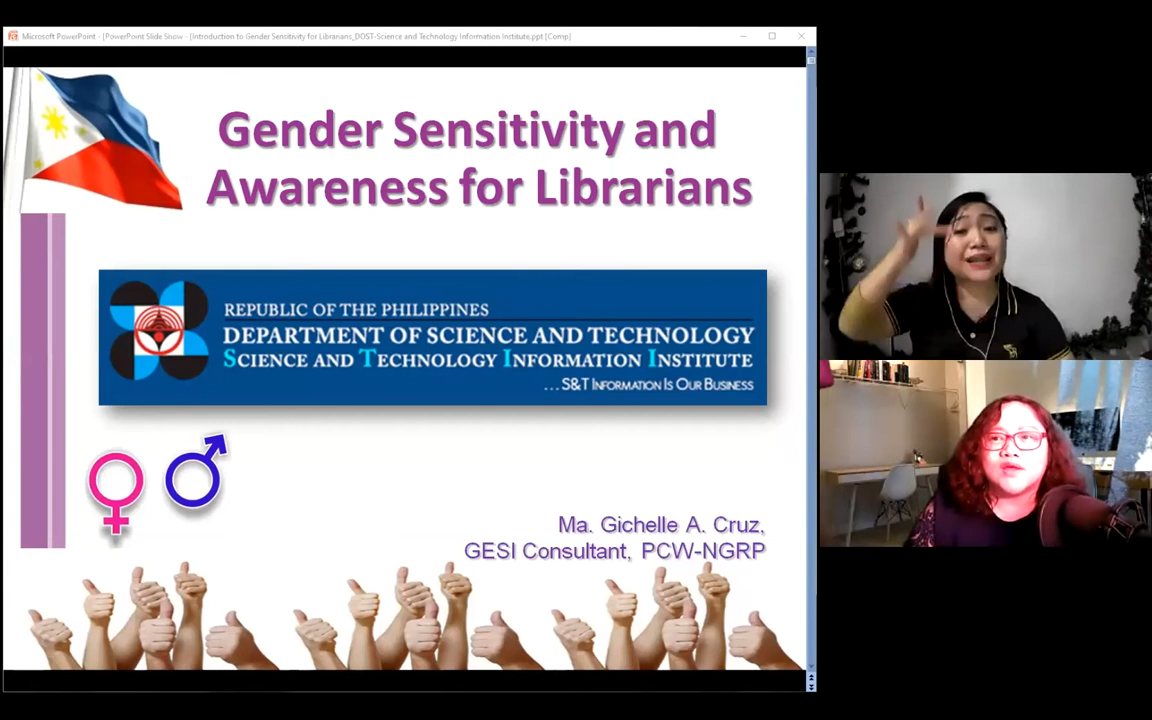 Microsoft PowerPoint - [PowerPoint Slide Show - [Introduction to Gender Sensitivity for Librarians_DOST-Science and Technology Information Institute.ppt [Comp]
Gender Sensitivity and
Awareness for Librarians
REPUBLIC OF THE PHILIPPINES
DEPARTMENT OF SCIENCE AND TECHNOLOGY
SCIENCE AND TECHNOLOGY INFORMATION INSTITUTE
...S&T INFORMATION IS OUR BUSINESS
Ma. Gichelle A. Cruz,
GESI Consultant, PCW-NGRP